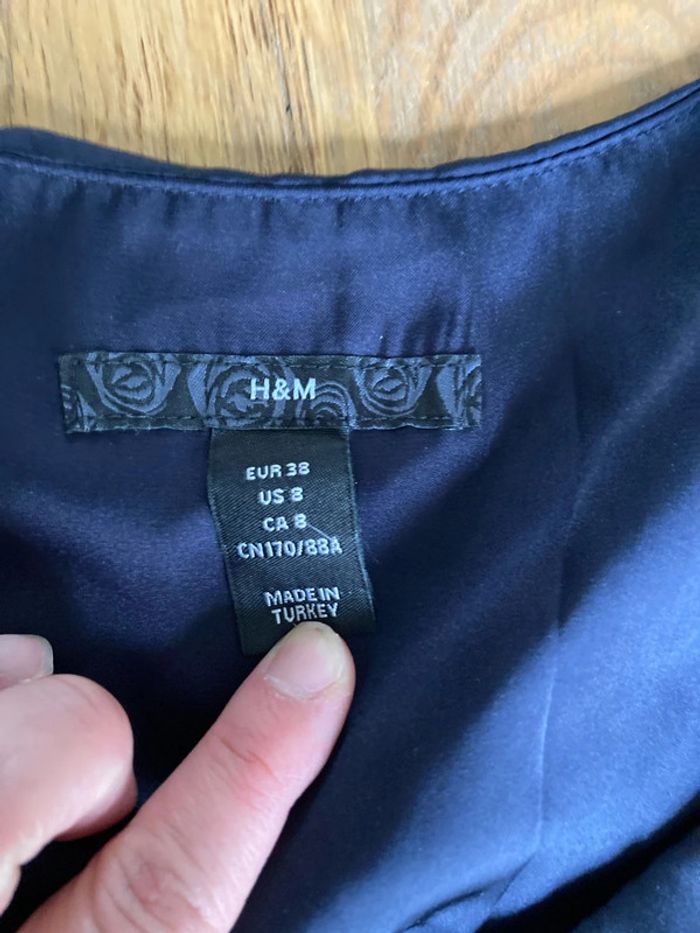 H&M
EUR 38
US 8
CA 8
CN170/88A
MADE IN
TURKEY